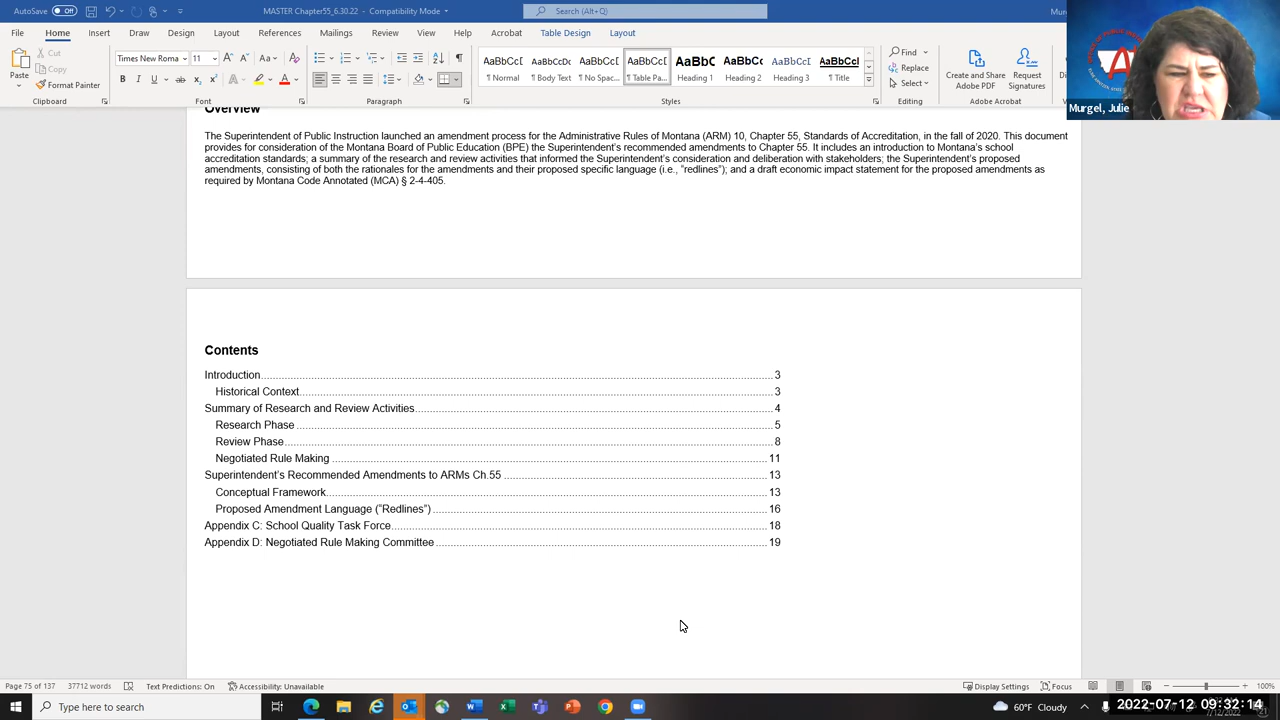 AutoSave Off MASTER Chapter55_6.30.22 - Compatibility Mode Search (Alt+Q)
File Home Insert Draw Design Layout References Mailings Review View Help Acrobat Table Design Layout
Paste Cut Copy Format Painter
Times New Roma 11
AaBbCcI AaBbCcDc AaBbCcI AaBbCcI AaBbC AaBbCc AaBbCcI AaBbCcI
¶ Normal ¶ Body Text ¶ No Spac... ¶ Table Pa... Heading 1 Heading 2 Heading 3 ¶ Title
Find Replace Select
Create and Share Adobe PDF Request Signatures
Clipboard Font Paragraph Styles Editing Adobe Acrobat
Murgel, Julie
Overview
The Superintendent of Public Instruction launched an amendment process for the Administrative Rules of Montana (ARM) 10, Chapter 55, Standards of Accreditation, in the fall of 2020. This document
provides for consideration of the Montana Board of Public Education (BPE) the Superintendent's recommended amendments to Chapter 55. It includes an introduction to Montana's school
accreditation standards; a summary of the research and review activities that informed the Superintendent's consideration and deliberation with stakeholders; the Superintendent's proposed
amendments, consisting of both the rationales for the amendments and their proposed specific language (i.e., "redlines"); and a draft economic impact statement for the proposed amendments as
required by Montana Code Annotated (MCA) § 2-4-405.
Contents
Introduction 3
Historical Context 3
Summary of Research and Review Activities 4
Research Phase 5
Review Phase 8
Negotiated Rule Making 11
Superintendent's Recommended Amendments to ARMs Ch.55 13
Conceptual Framework 13
Proposed Amendment Language ("Redlines") 16
Appendix C: School Quality Task Force 18
Appendix D: Negotiated Rule Making Committee 19
Page 75 of 137 37712 words Text Predictions: On Accessibility: Unavailable Display Settings Focus 100%
Type here to search 60°F Cloudy 2022-07-12 09:32:14